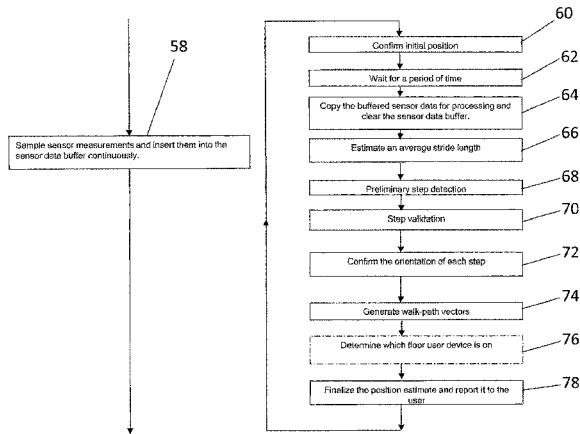 58
Sample sensor measurements and insert them into the
sensor data buffer continuously.
60
Confirm initial position
62
Wait for a period of time
64
Copy the buffered sensor data for processing and
clear the sensor data buffer.
66
Estimate an average stride length
68
Preliminary step detection
70
Step validation
72
Confirm the orientation of each step
74
Generate walk-path vectors
76
Determine which floor user device is on
78
Finalize the position estimate and report it to the
user